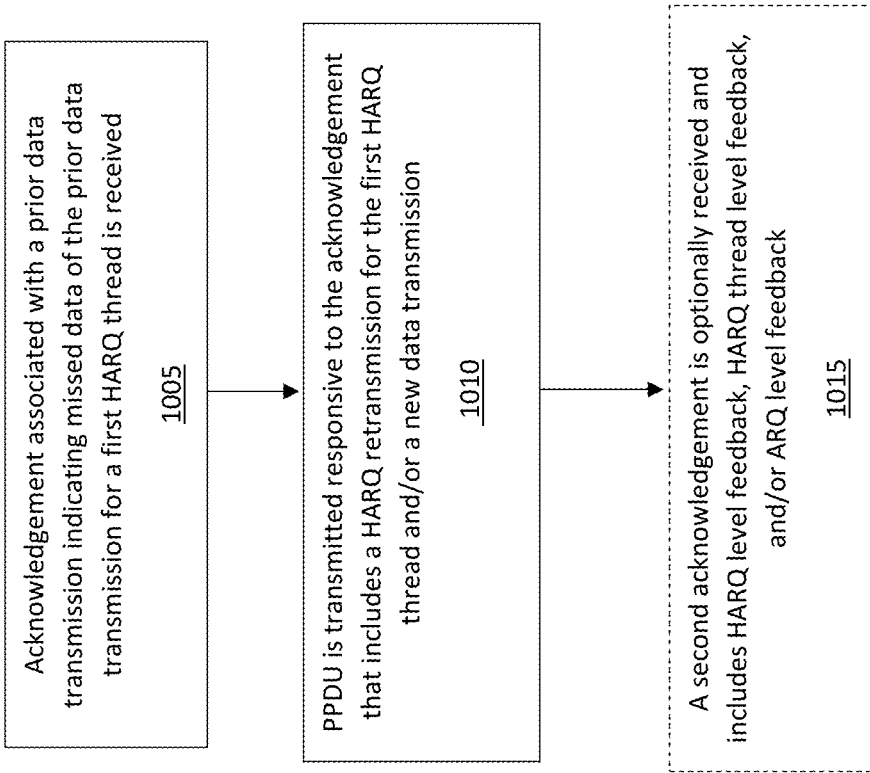 Acknowledgement associated with a prior data
transmission indicating missed data of the prior data
transmission for a first HARQ thread is received
1005
PPDU is transmitted responsive to the acknowledgement
that includes a HARQ retransmission for the first HARQ
thread and/or a new data transmission
1010
A second acknowledgement is optionally received and
includes HARQ level feedback, HARQ thread level feedback,
and/or ARQ level feedback
1015